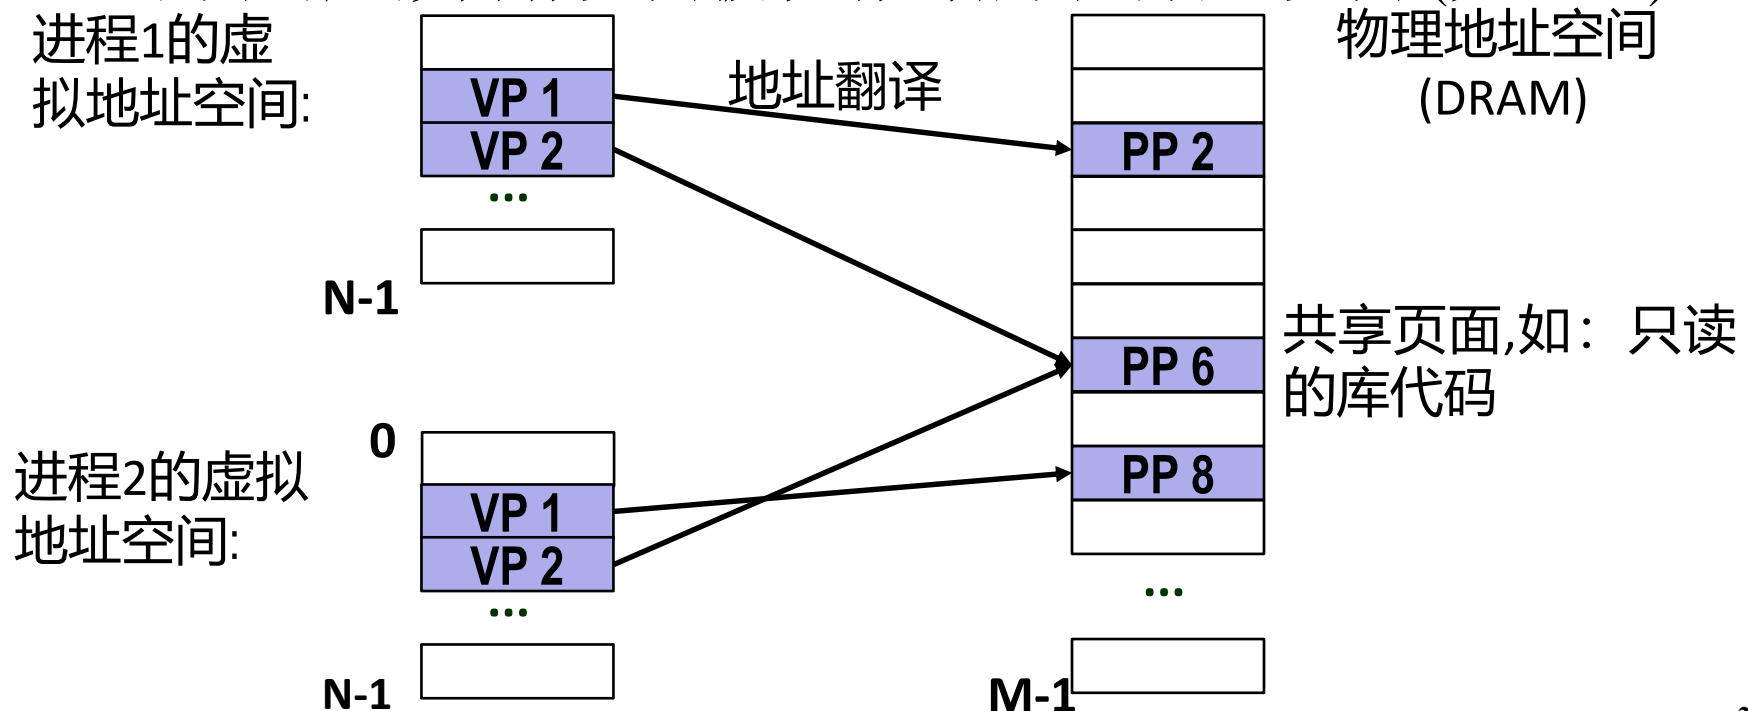 进程1的虚
拟地址空间:
VP 1
VP 2
...
N-1
地址翻译
物理地址空间
(DRAM)
PP 2
PP 6
共享页面,如：只读
的库代码
PP 8
...
M-1
0
进程2的虚拟
地址空间:
VP 1
VP 2
...
N-1